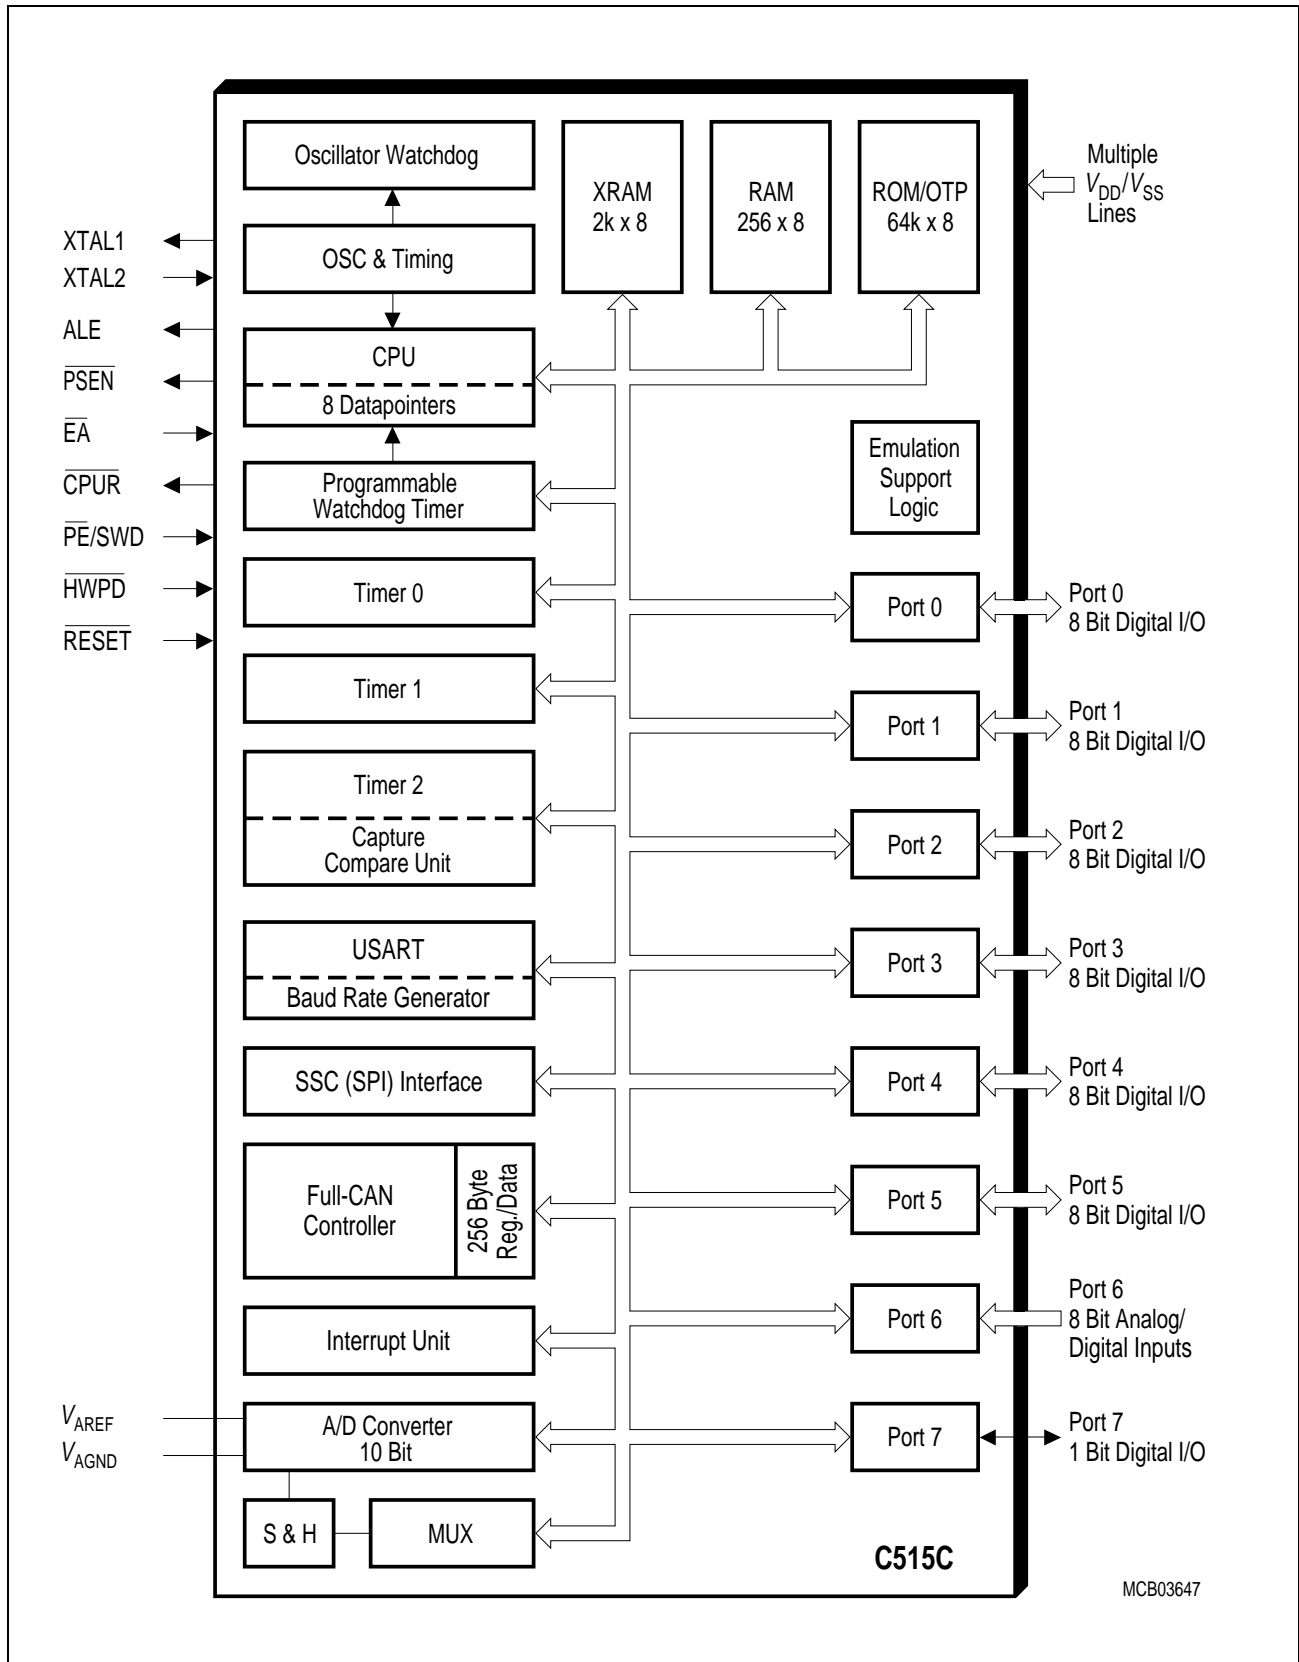 Oscillator Watchdog
OSC & Timing
CPU
8 Datapointers
Programmable
Watchdog Timer
Timer 0
Timer 1
Timer 2
Capture
Compare Unit
USART
Baud Rate Generator
SSC (SPI) Interface
Full-CAN
Controller
256 Byte
Reg./Data
Interrupt Unit
A/D Converter
10 Bit
S & H
MUX
XRAM
2k x 8
RAM
256 x 8
ROM/OTP
64k x 8
Emulation
Support
Logic
Port 0
Port 1
Port 2
Port 3
Port 4
Port 5
Port 6
Port 7
C515C
XTAL1
XTAL2
ALE
P̅S̅E̅N̅
E̅A̅
C̅P̅U̅R̅
P̅E̅/SWD
H̅W̅P̅D̅
R̅E̅S̅E̅T̅
VAREF
VAGND
Multiple
VDD/VSS
Lines
Port 0
8 Bit Digital I/O
Port 1
8 Bit Digital I/O
Port 2
8 Bit Digital I/O
Port 3
8 Bit Digital I/O
Port 4
8 Bit Digital I/O
Port 5
8 Bit Digital I/O
Port 6
8 Bit Analog/
Digital Inputs
Port 7
1 Bit Digital I/O
MCB03647